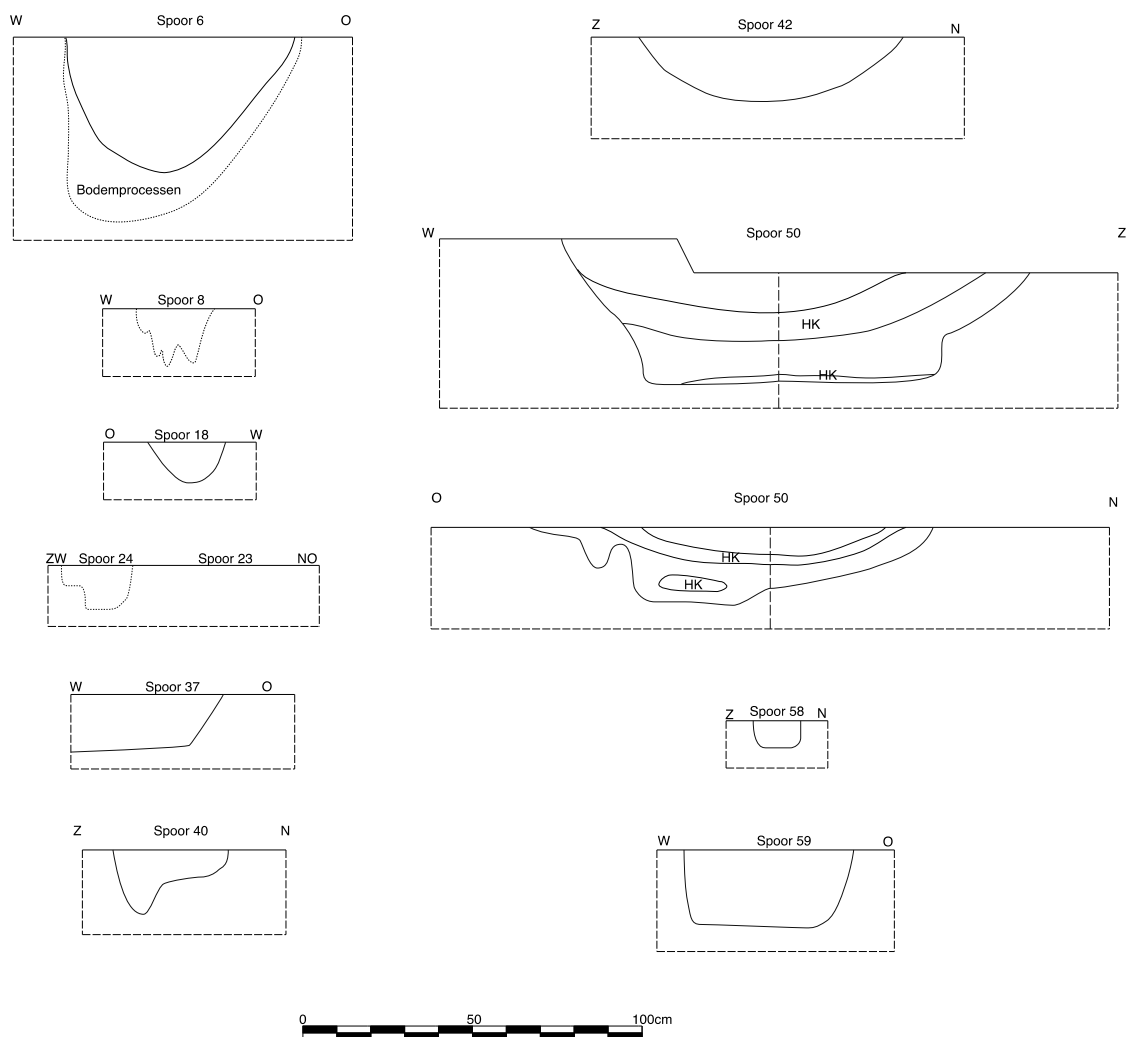 W Spoor 6 O
Bodemprocessen
W Spoor 8 O
O Spoor 18 W
ZW Spoor 24 Spoor 23 NO
W Spoor 37 O
Z Spoor 40 N
Z Spoor 42 N
W Spoor 50 Z
HK
HK
O Spoor 50 N
HK
HK
Z Spoor 58 N
W Spoor 59 O
0 50 100cm